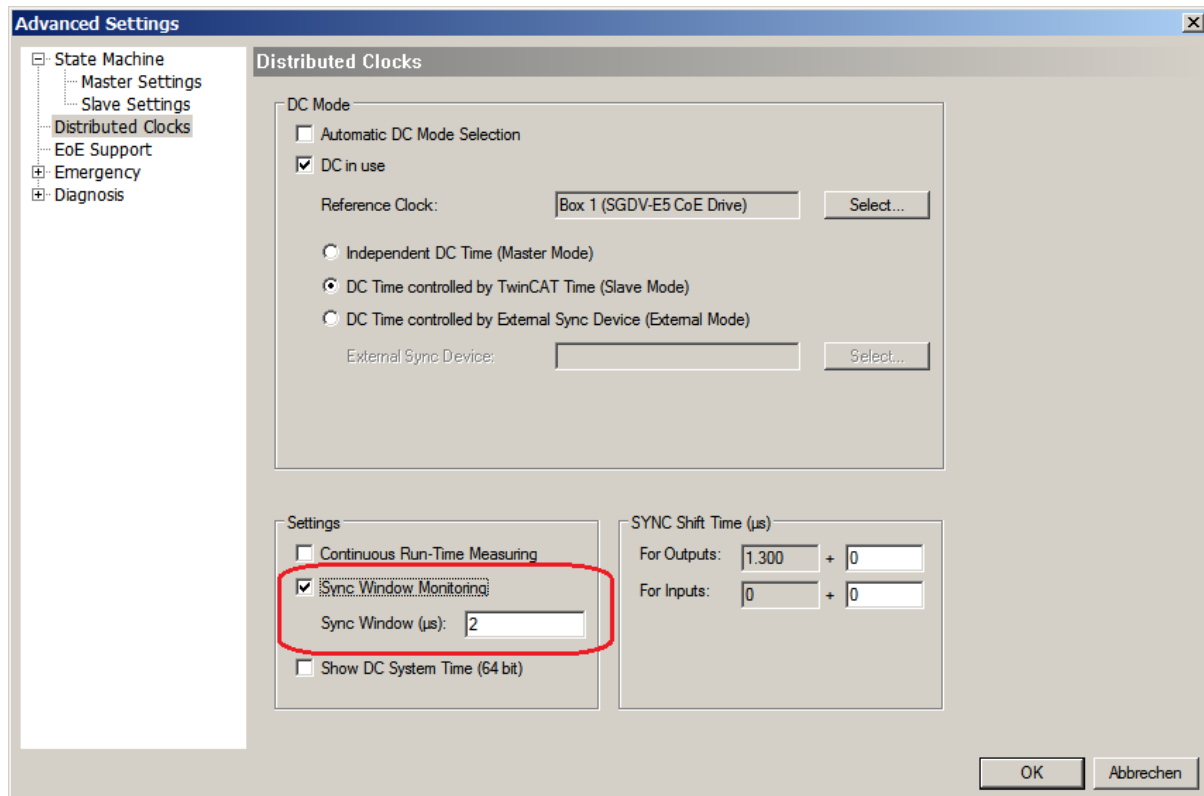 Advanced Settings
State Machine
Master Settings
Slave Settings
Distributed Clocks
EoE Support
Emergency
Diagnosis
Distributed Clocks
DC Mode
Automatic DC Mode Selection
DC in use
Reference Clock: Box 1 (SGDV-E5 CoE Drive) Select...
Independent DC Time (Master Mode)
DC Time controlled by TwinCAT Time (Slave Mode)
DC Time controlled by External Sync Device (External Mode)
External Sync Device: Select...
Settings
Continuous Run-Time Measuring
Sync Window Monitoring
Sync Window (µs): 2
Show DC System Time (64 bit)
SYNC Shift Time (µs)
For Outputs: 1.300 + 0
For Inputs: 0 + 0
OK Abbrechen